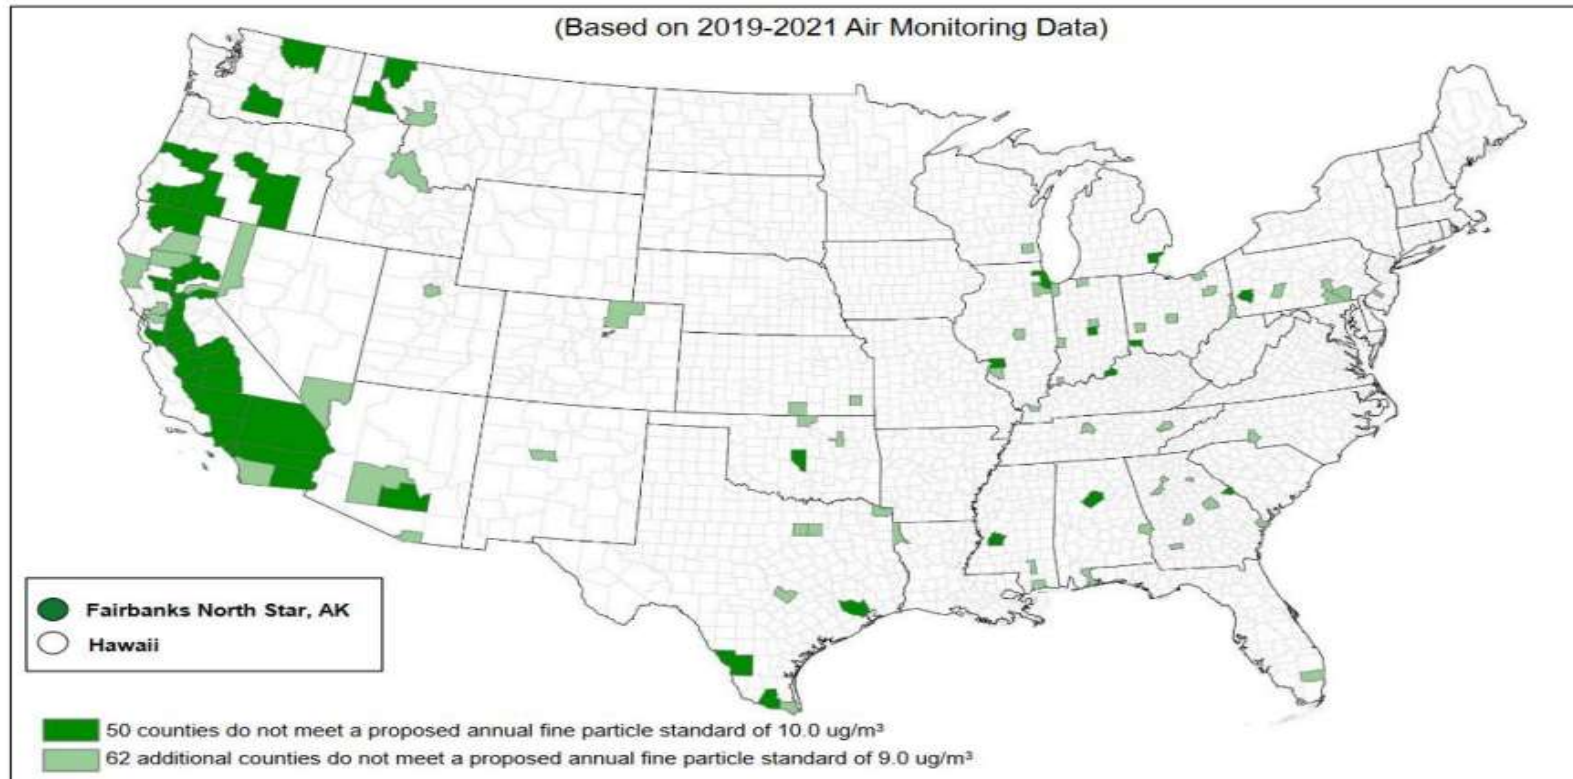 (Based on 2019-2021 Air Monitoring Data)
Fairbanks North Star, AK
Hawaii
50 counties do not meet a proposed annual fine particle standard of 10.0 ug/m³
62 additional counties do not meet a proposed annual fine particle standard of 9.0 ug/m³